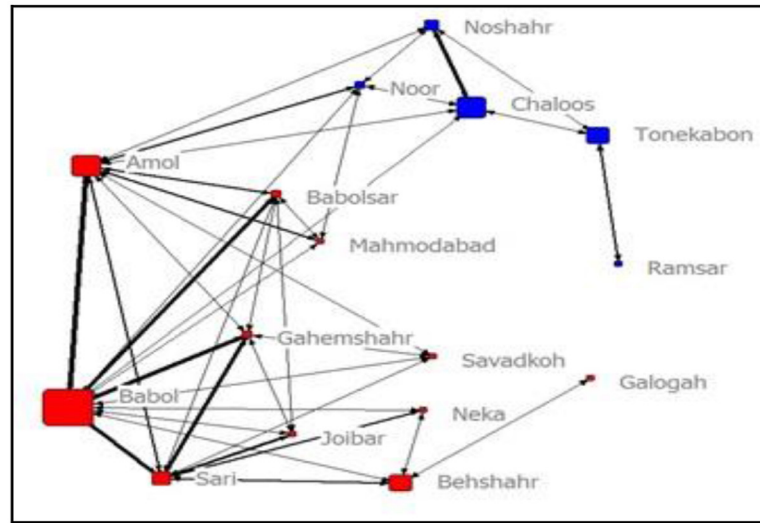 Noshahr
Noor
Chaloos
Tonekabon
Amol
Babolsar
Mahmodabad
Ramsar
Gahemshahr
Savadkoh
Galogah
Babol
Neka
Joibar
Sari
Behshahr